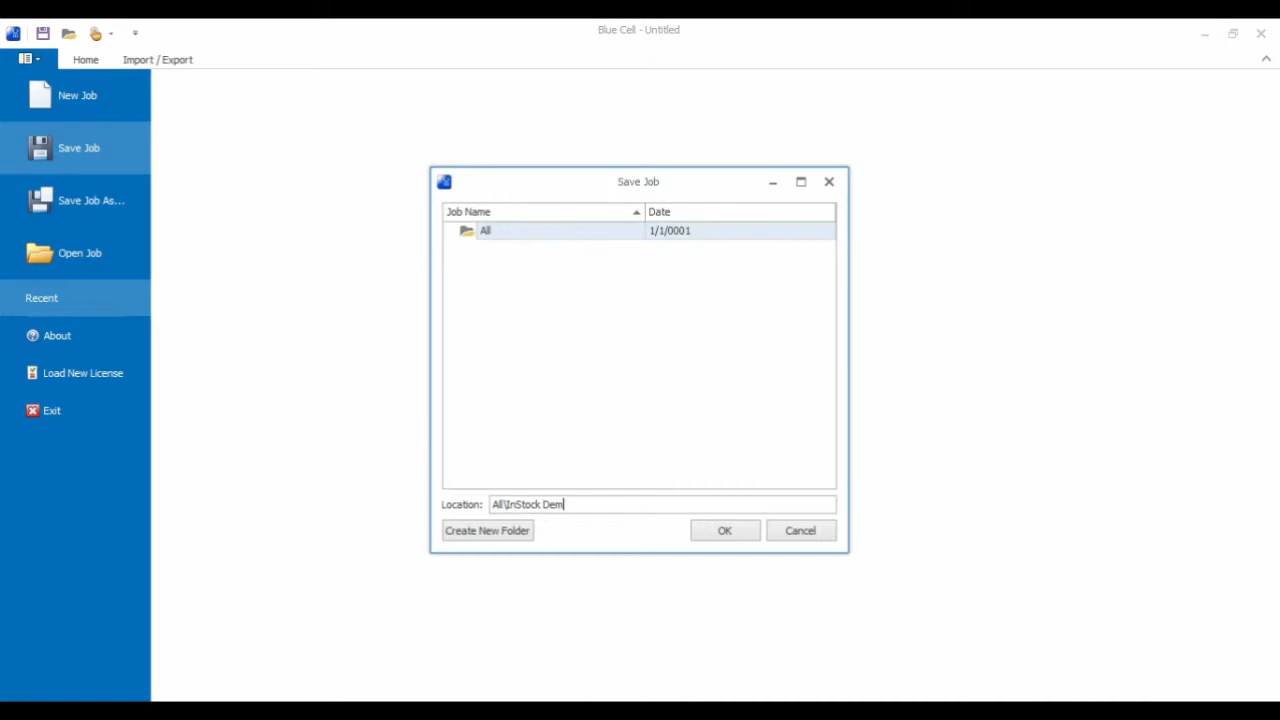 Blue Cell - Untitled
Home
Import / Export
New Job
Save Job
Save Job As...
Open Job
Recent
About
Load New License
Exit
Save Job
Job Name
Date
All
1/1/0001
Location:
All\InStock Dem
Create New Folder
OK
Cancel